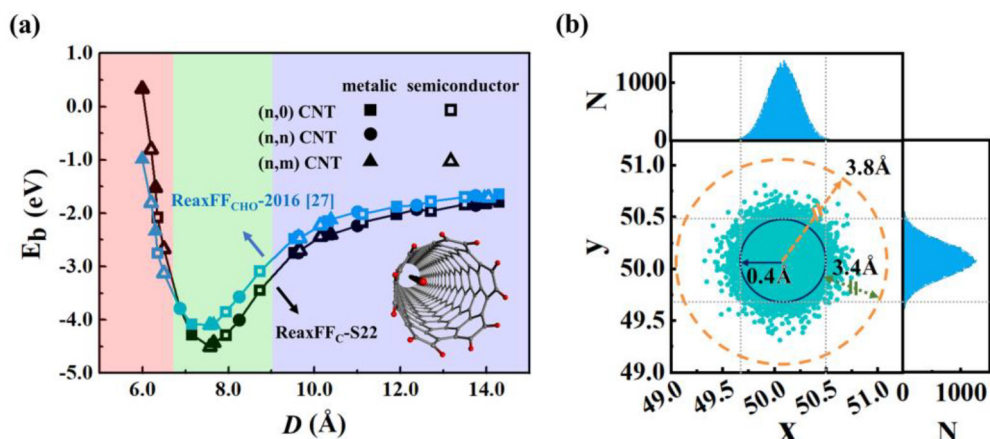 (a)
1.0
0.0
-1.0
-2.0
-3.0
-4.0
-5.0
E_b (eV)
metalic semiconductor
(n,0) CNT
(n,n) CNT
(n,m) CNT
ReaxFF_CHO-2016 [27]
ReaxFF_C-S22
6.0 8.0 10.0 12.0 14.0
D (Å)
(b)
N
1000
0
51.0
50.5
50.0
49.5
49.0
y
3.8Å
3.4Å
0.4Å
49.0 49.5 50.0 50.5 51.0
X
0 1000
N